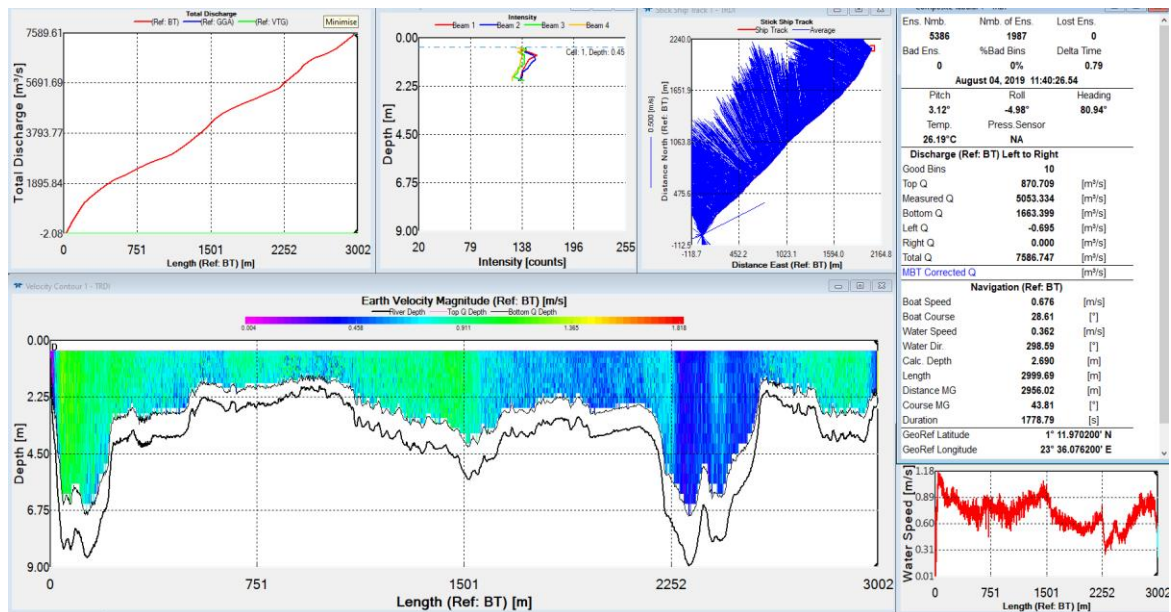 (Ref: BT) (Ref: GGA) (Ref: VTG)
Minimise
Total Discharge [m³/s]
7589.61
5691.69
3793.77
1895.84
-2.08
0 751 1501 2252 3002
Length (Ref: BT) [m]
Intensity
Beam 1 Beam 2 Beam 3 Beam 4
Cell: 1, Depth: 0.45
Depth [m]
0.00
2.25
4.50
6.75
9.00
20 79 138 196 255
Intensity [counts]
Stick Ship Track 1 - TRDI
Stick Ship Track
Ship Track Average
0.500 [m/s]
Distance North (Ref: BT) [m]
2240.0
1651.9
1063.8
475.6
-112.5
-118.7 452.2 1023.1 1594.0 2164.8
Distance East (Ref: BT) [m]
Ens. Nmb. Nmb. of Ens. Lost Ens.
5386 1987 0
Bad Ens. %Bad Bins Delta Time
0 0% 0.79
August 04, 2019 11:40:26.54
Pitch Roll Heading
3.12° -4.98° 80.94°
Temp. Press.Sensor
26.19°C NA
Discharge (Ref: BT) Left to Right
Good Bins 10
Top Q 870.709 [m³/s]
Measured Q 5053.334 [m³/s]
Bottom Q 1663.399 [m³/s]
Left Q -0.695 [m³/s]
Right Q 0.000 [m³/s]
Total Q 7586.747 [m³/s]
MBT Corrected Q [m³/s]
Navigation (Ref: BT)
Boat Speed 0.676 [m/s]
Boat Course 28.61 [°]
Water Speed 0.362 [m/s]
Water Dir. 298.59 [°]
Calc. Depth 2.690 [m]
Length 2999.69 [m]
Distance MG 2956.02 [m]
Course MG 43.81 [°]
Duration 1778.79 [s]
GeoRef Latitude 1° 11.970200' N
GeoRef Longitude 23° 36.076200' E
Velocity Contour 1 - TRDI
Earth Velocity Magnitude (Ref: BT) [m/s]
River Depth Top Q Depth Bottom Q Depth
0.004 0.458 0.911 1.365 1.818
Depth [m]
0.00
2.25
4.50
6.75
9.00
0 751 1501 2252 3002
Length (Ref: BT) [m]
Water Speed [m/s]
1.18
0.89
0.60
0.31
0.01
0 751 1501 2252 3002
Length (Ref: BT) [m]